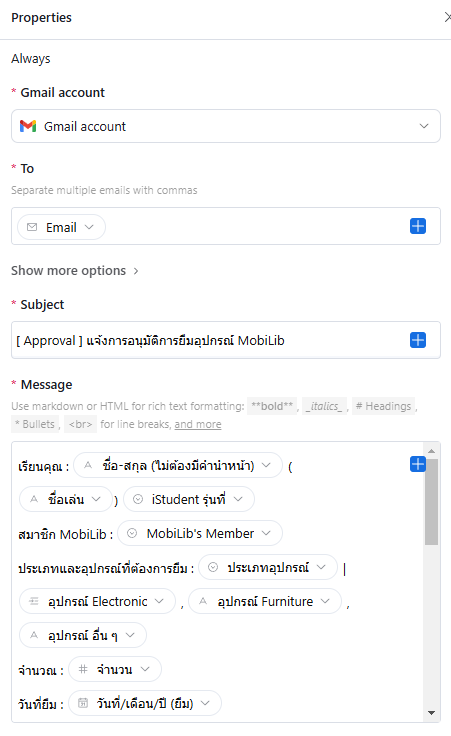 Properties
Always
* Gmail account
Gmail account
* To
Separate multiple emails with commas
Email
Show more options
* Subject
[ Approval ] แจ้งการอนุมัติการยืมอุปกรณ์ MobiLib
* Message
Use markdown or HTML for rich text formatting: **bold** , _italics_ , # Headings ,
* Bullets , <br> for line breaks, and more
เรียนคุณ : ชื่อ-สกุล (ไม่ต้องมีคำนำหน้า) (
ชื่อเล่น ) iStudent รุ่นที่
สมาชิก MobiLib : MobiLib's Member
ประเภทและอุปกรณ์ที่ต้องการยืม : ประเภทอุปกรณ์ |
อุปกรณ์ Electronic , อุปกรณ์ Furniture ,
อุปกรณ์ อื่น ๆ
จำนวณ : จำนวน
วันที่ยืม : วันที่/เดือน/ปี (ยืม)